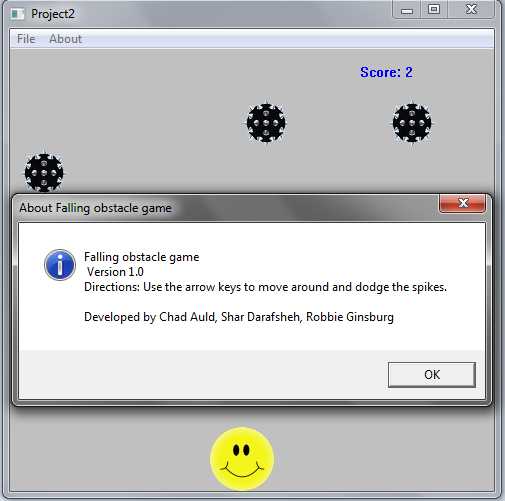 Project2
File About
Score: 2
About Falling obstacle game
Falling obstacle game
Version 1.0
Directions: Use the arrow keys to move around and dodge the spikes.
Developed by Chad Auld, Shar Darafsheh, Robbie Ginsburg
OK